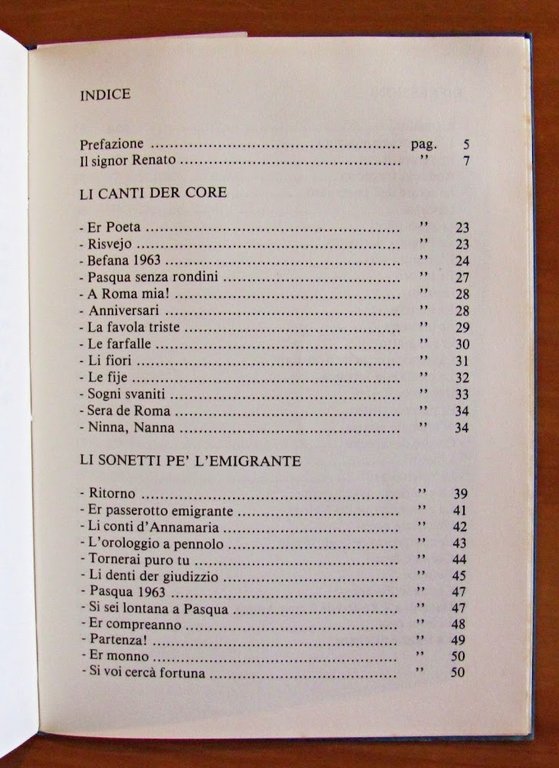 INDICE
Prefazione ........................................ pag. 5
Il signor Renato ................................... ’’ 7
LI CANTI DER CORE
- Er Poeta ........................................ ’’ 23
- Risvejo ........................................ ’’ 23
- Befana 1963 ..................................... ’’ 24
- Pasqua senza rondini ............................ ’’ 27
- A Roma mia! ..................................... ’’ 28
- Anniversari ..................................... ’’ 28
- La favola triste ................................ ’’ 29
- Le farfalle ..................................... ’’ 30
- Li fiori ........................................ ’’ 31
- Le fije ......................................... ’’ 32
- Sogni svaniti ................................... ’’ 33
- Sera de Roma .................................... ’’ 34
- Ninna, Nanna .................................... ’’ 34
LI SONETTI PE’ L’EMIGRANTE
- Ritorno ......................................... ’’ 39
- Er passerotto emigrante ......................... ’’ 41
- Li conti d’Annamaria ............................ ’’ 42
- L’orologgio a pennolo ........................... ’’ 43
- Tornerai puro tu ................................ ’’ 44
- Li denti der giudizzio .......................... ’’ 45
- Pasqua 1963 ..................................... ’’ 47
- Si sei lontana a Pasqua ......................... ’’ 47
- Er compreanno ................................... ’’ 48
- Partenza! ....................................... ’’ 49
- Er monno ........................................ ’’ 50
- Si voi cercà fortuna ............................ ’’ 50